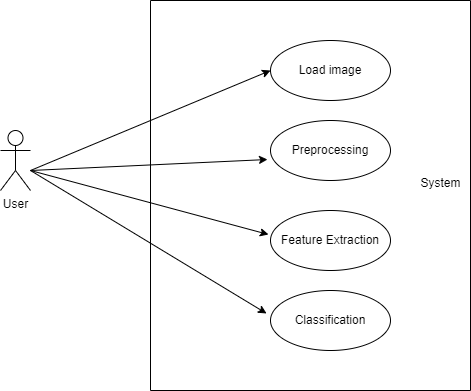 Load image
Preprocessing
System
User
Feature Extraction
Classification